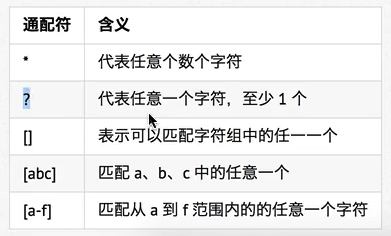 通配符 含义
* 代表任意个数个字符
? 代表任意一个字符，至少 1 个
[] 表示可以匹配字符组中的任一一个
[abc] 匹配 a、b、c 中的任意一个
[a-f] 匹配从 a 到 f 范围内的的任意一个字符